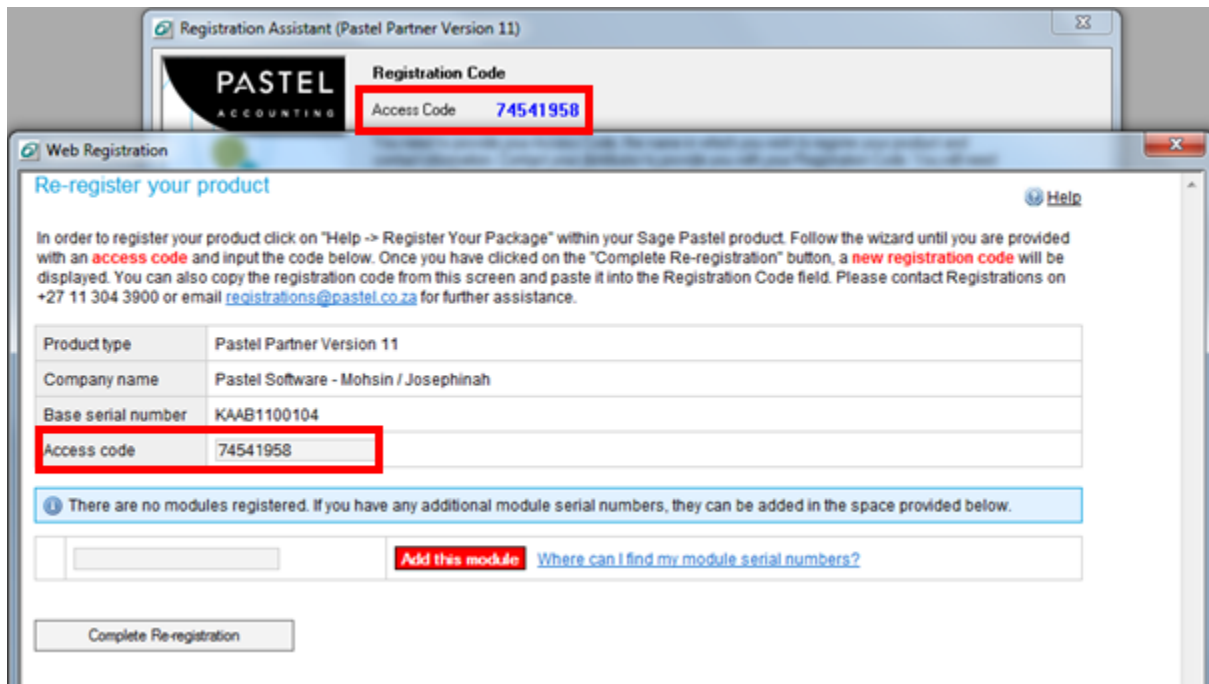 Registration Assistant (Pastel Partner Version 11)
PASTEL
ACCOUNTING
Registration Code
Access Code 74541958
Web Registration
Re-register your product
Help
In order to register your product click on "Help -> Register Your Package" within your Sage Pastel product. Follow the wizard until you are provided
with an access code and input the code below. Once you have clicked on the "Complete Re-registration" button, a new registration code will be
displayed. You can also copy the registration code from this screen and paste it into the Registration Code field. Please contact Registrations on
+27 11 304 3900 or email registrations@pastel.co.za for further assistance.
Product type Pastel Partner Version 11
Company name Pastel Software - Mohsin / Josephinah
Base serial number KAAB1100104
Access code 74541958
There are no modules registered. If you have any additional module serial numbers, they can be added in the space provided below.
Add this module Where can I find my module serial numbers?
Complete Re-registration